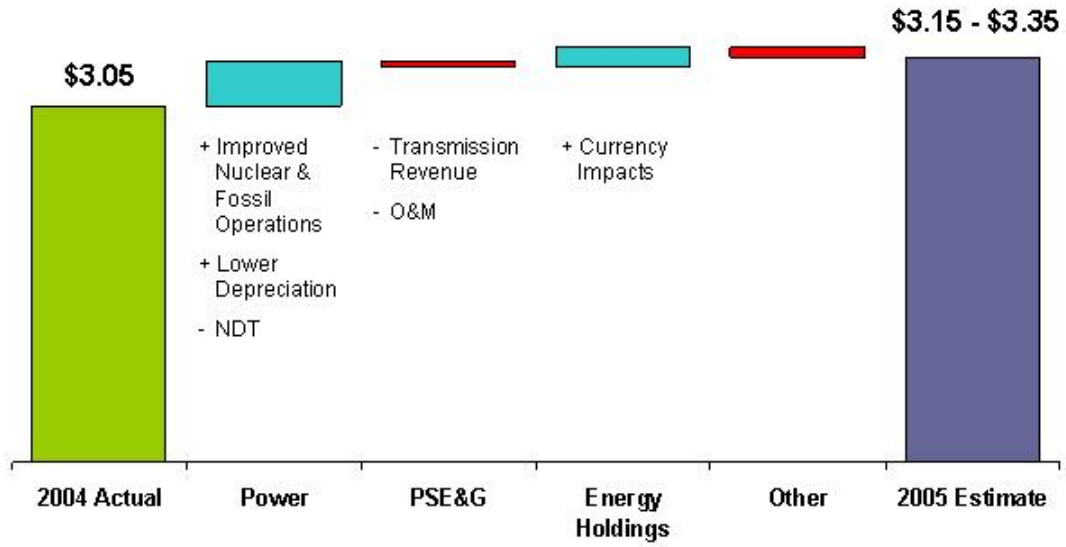 $3.15 - $3.35
$3.05
+ Improved
Nuclear &
Fossil
Operations
+ Lower
Depreciation
- NDT
- Transmission
Revenue
- O&M
+ Currency
Impacts
2004 Actual
Power
PSE&G
Energy
Holdings
Other
2005 Estimate